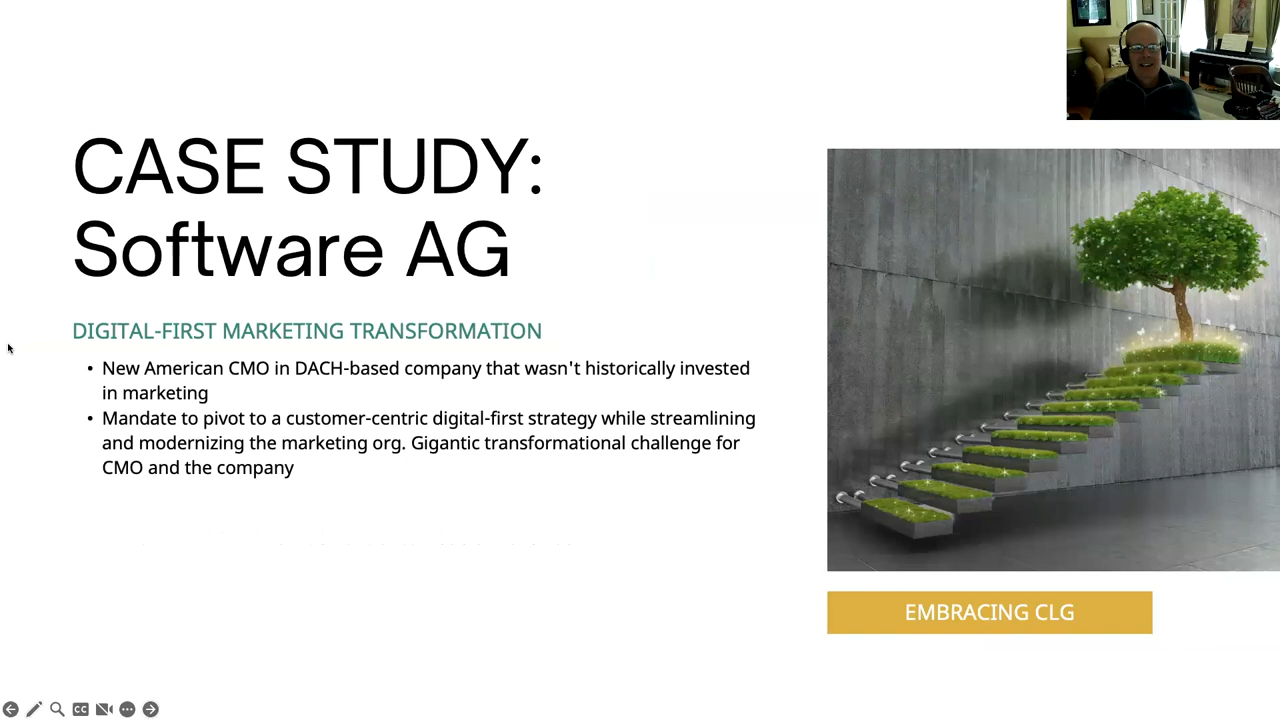 CASE STUDY:
Software AG
DIGITAL-FIRST MARKETING TRANSFORMATION
• New American CMO in DACH-based company that wasn't historically invested
in marketing
• Mandate to pivot to a customer-centric digital-first strategy while streamlining
and modernizing the marketing org. Gigantic transformational challenge for
CMO and the company
EMBRACING CLG
CC